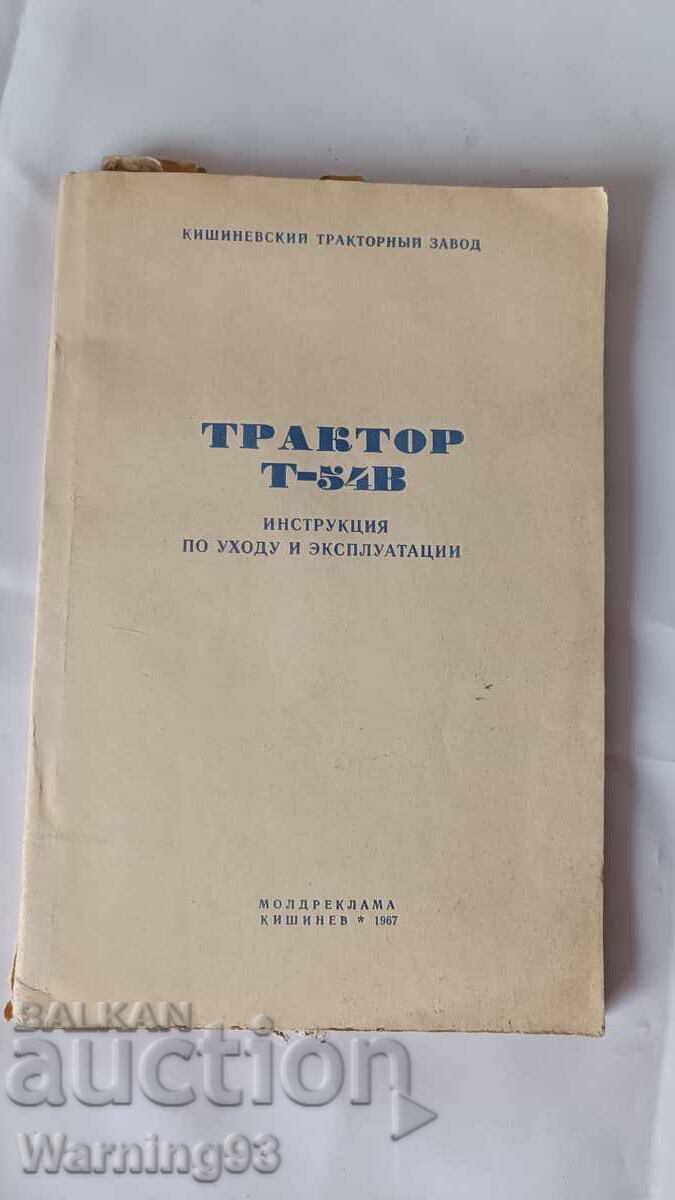 КИШИНЕВСКИЙ ТРАКТОРНЫЙ ЗАВОД
ТРАКТОР
Т-54В
ИНСТРУКЦИЯ
ПО УХОДУ И ЭКСПЛУАТАЦИИ
МОЛДРЕКЛАМА
КИШИНЕВ * 1967
BALKAN
auction
Warning93